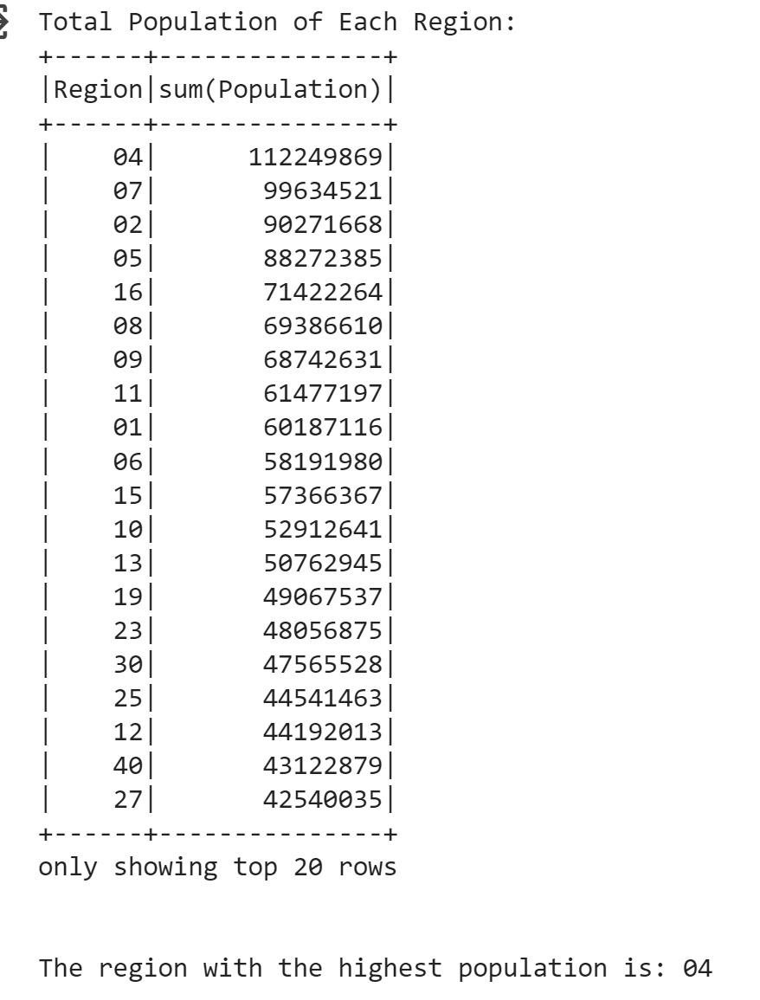 Total Population of Each Region:
+------+---------------+
|Region|sum(Population)|
+------+---------------+
|    04|      112249869|
|    07|       99634521|
|    02|       90271668|
|    05|       88272385|
|    16|       71422264|
|    08|       69386610|
|    09|       68742631|
|    11|       61477197|
|    01|       60187116|
|    06|       58191980|
|    15|       57366367|
|    10|       52912641|
|    13|       50762945|
|    19|       49067537|
|    23|       48056875|
|    30|       47565528|
|    25|       44541463|
|    12|       44192013|
|    40|       43122879|
|    27|       42540035|
+------+---------------+
only showing top 20 rows
The region with the highest population is: 04